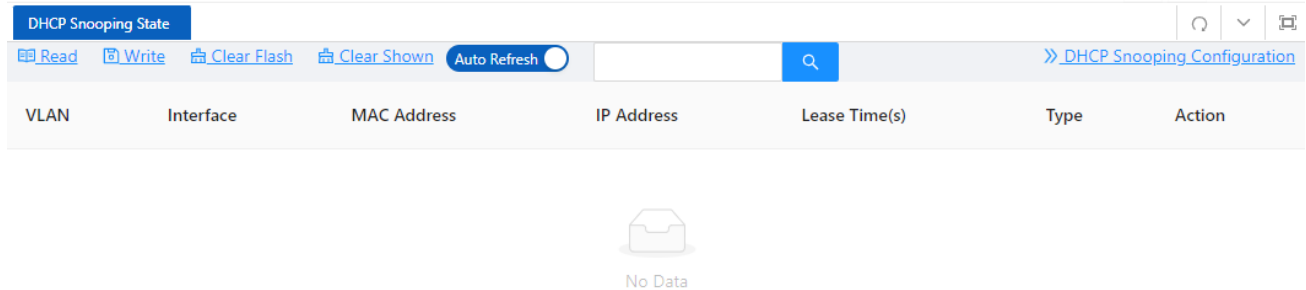 DHCP Snooping State
Read Write Clear Flash Clear Shown Auto Refresh DHCP Snooping Configuration
VLAN Interface MAC Address IP Address Lease Time(s) Type Action
No Data